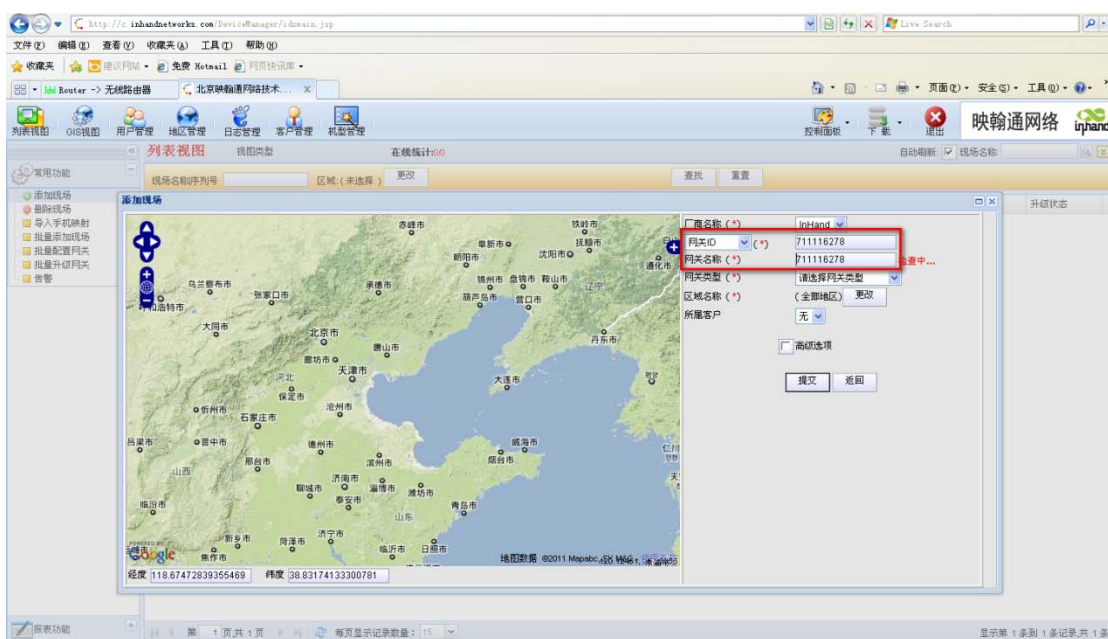 http://c inhandnetworks.com/DeviceManager/idmain.jsp
Live Search
文件(F) 编辑(E) 查看(V) 收藏夹(A) 工具(T) 帮助(H)
收藏夹 建议网站 免费 Hotmail 网页快讯库
Router -> 无线路由器 北京映翰通网络技术... X 页面(P) 安全(S) 工具(O)
列表视图 GIS视图 用户管理 地区管理 日志管理 客户管理 机型管理 控制面板 下载 退出 映翰通网络 inhand
列表视图 视图类型 在线统计:0/0 自动刷新: 现场名称:
常用功能 现场名称/序列号 区域:(未选择) 更改 查找 重置
添加现场
删除现场
导入手机映射
批量添加现场
批量配置网关
批量升级网关
告警
升级状态
添加现场
赤峰市 铁岭市
阜新市 抚顺市
朝阳市 沈阳市
通化市
锦州市 盘锦市 鞍山市
辽宁
乌兰察布市 承德市
张家口市 葫芦岛市 营口市
呼和浩特市
大同市 北京市 丹东市
唐山市
廊坊市
天津市
河北 大连市
保定市
忻州市 沧州市
石家庄市
吕梁市 晋中市 德州市 威海市
烟台市
邢台市 滨州市
山西
济南市
聊城市 淄博市 潍坊市
泰安市
临汾市 青岛市
山东
新乡市 菏泽市 济宁市
临沂市 日照市
焦作市
POWERED BY Google
地图数据 ©2011 Mapabc, SK M&C
经度 118.67472839355469 纬度 38.83174133300781
厂商名称 (*) InHand
网关ID (*) 711116278
网关名称 (*) 711116278 检查中...
网关类型 (*) 请选择网关类型
区域名称 (*) (全部地区) 更改
所属客户 无
高级选项
提交 返回
报表功能 第 1 页,共 1 页 每页显示记录数量: 15 显示第 1 条到 1 条记录,共 1 条